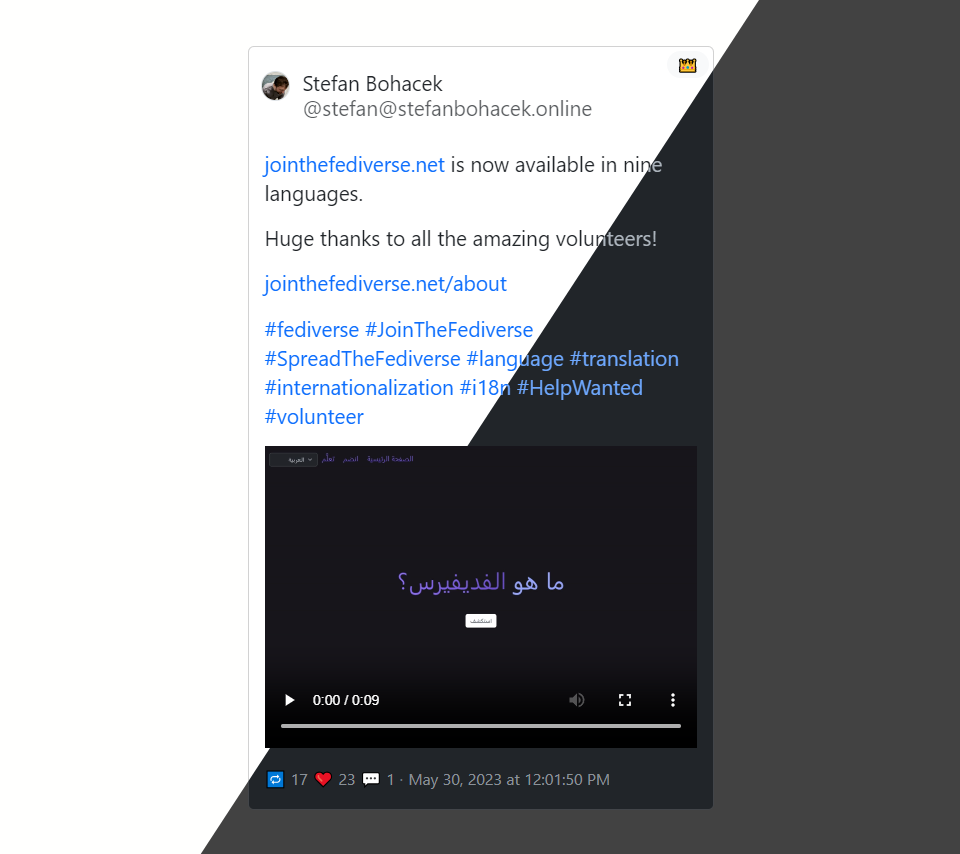 Stefan Bohacek
@stefan@stefanbohacek.online
jointhefediverse.net is now available in nine
languages.
Huge thanks to all the amazing volunteers!
jointhefediverse.net/about
#fediverse #JoinTheFediverse
#SpreadTheFediverse #language #translation
#internationalization #i18n #HelpWanted
#volunteer
الصفحة الرئيسية انضم تعلّم العربية
ما هو الفديفيرس؟
استكشف
0:00 / 0:09
17 23 1 · May 30, 2023 at 12:01:50 PM